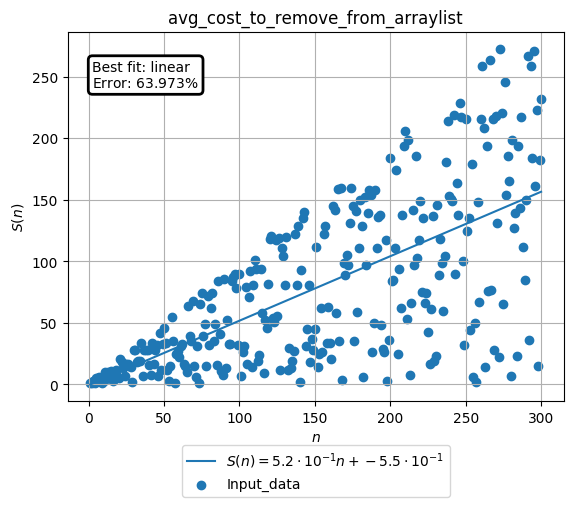 avg_cost_to_remove_from_arraylist
Best fit: linear
Error: 63.973%
250
200
150
100
50
0
S(n)
0 50 100 150 200 250 300
n
S(n) = 5.2 · 10⁻¹n + −5.5 · 10⁻¹
Input_data